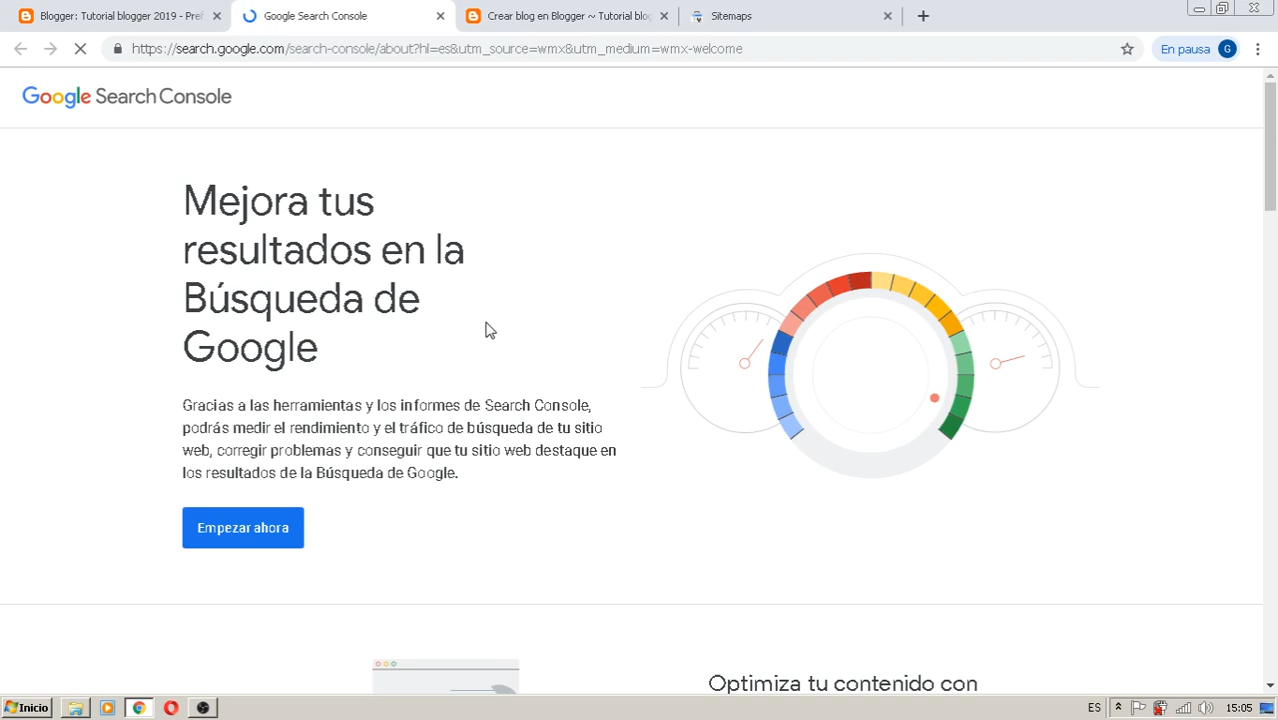 Blogger: Tutorial blogger 2019 - Pref
Google Search Console
Crear blog en Blogger ~ Tutorial blog
Sitemaps
https://search.google.com/search-console/about?hl=es&utm_source=wmx&utm_medium=wmx-welcome
En pausa
G
Google Search Console
Mejora tus
resultados en la
Búsqueda de
Google
Gracias a las herramientas y los informes de Search Console,
podrás medir el rendimiento y el tráfico de búsqueda de tu sitio
web, corregir problemas y conseguir que tu sitio web destaque en
los resultados de la Búsqueda de Google.
Empezar ahora
Optimiza tu contenido con
Inicio
ES
15:05